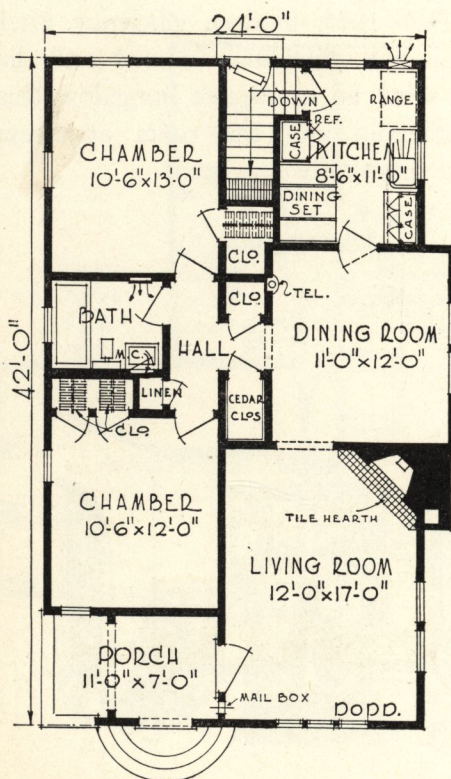 24'-0"
42'-0"
CHAMBER
10'-6"x13'-0"
DOWN
REF.
RANGE
CASE
KITCHEN
8'-6"x11'-0"
DINING
SET
CASE
CLO.
CLO.
TEL.
BATH
M.C.
HALL
DINING ROOM
11'-0"x12'-0"
LINEN
CEDAR
CLOS
CLO.
CHAMBER
10'-6"x12'-0"
TILE HEARTH
LIVING ROOM
12'-0"x17'-0"
PORCH
11'-0"x7'-0"
MAIL BOX
DODD.